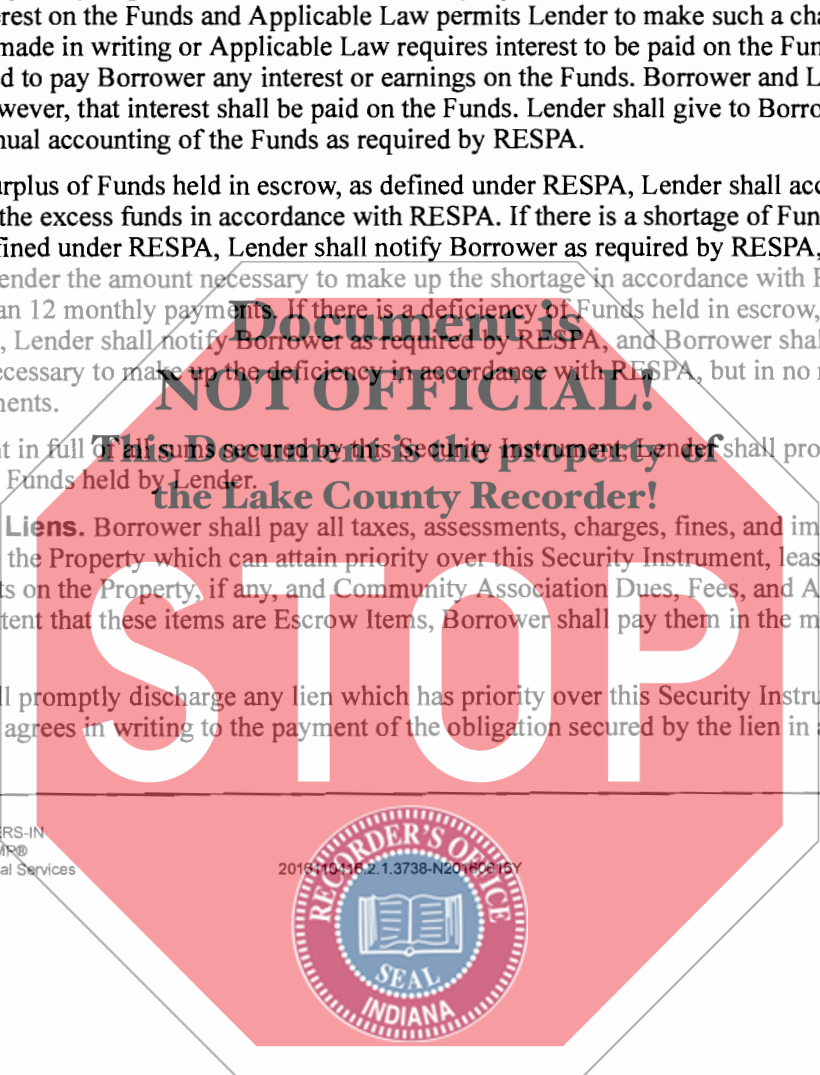 erest on the Funds and Applicable Law permits Lender to make such a cha
made in writing or Applicable Law requires interest to be paid on the Fun
d to pay Borrower any interest or earnings on the Funds. Borrower and L
wever, that interest shall be paid on the Funds. Lender shall give to Borro
nual accounting of the Funds as required by RESPA.
urplus of Funds held in escrow, as defined under RESPA, Lender shall acc
the excess funds in accordance with RESPA. If there is a shortage of Fun
fined under RESPA, Lender shall notify Borrower as required by RESPA,
ender the amount necessary to make up the shortage in accordance with
an 12 monthly payments. If there is a deficiency of Funds held in escrow,
Document is
, Lender shall notify Borrower as required by RESPA, and Borrower shal
ecessary to make up the deficiency in accordance with RESPA, but in no
NOT OFFICIAL!
nents.
t in full of all sums secured by this Security Instrument, Lender shall pro
This Document is the property of
Funds held by Lender.
the Lake County Recorder!
Liens. Borrower shall pay all taxes, assessments, charges, fines, and im
the Property which can attain priority over this Security Instrument, leas
ts on the Property, if any, and Community Association Dues, Fees, and A
tent that these items are Escrow Items, Borrower shall pay them in the m
STOP
ll promptly discharge any lien which has priority over this Security Instru
agrees in writing to the payment of the obligation secured by the lien in a
ERS-IN
MP®
al Services
RECORDER'S OFFICE
SEAL
INDIANA